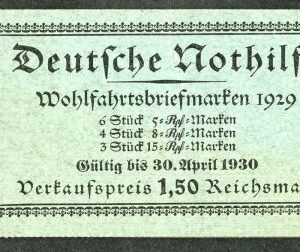 Deutsche Nothilf
Wohlfahrtsbriefmarken 1929
6 Stück 5=Rpf=Marken
4 Stück 8=Rpf=Marken
3 Stück 15=Rpf=Marken
Gültig bis 30. April 1930
Verkaufspreis 1,50 Reichsma